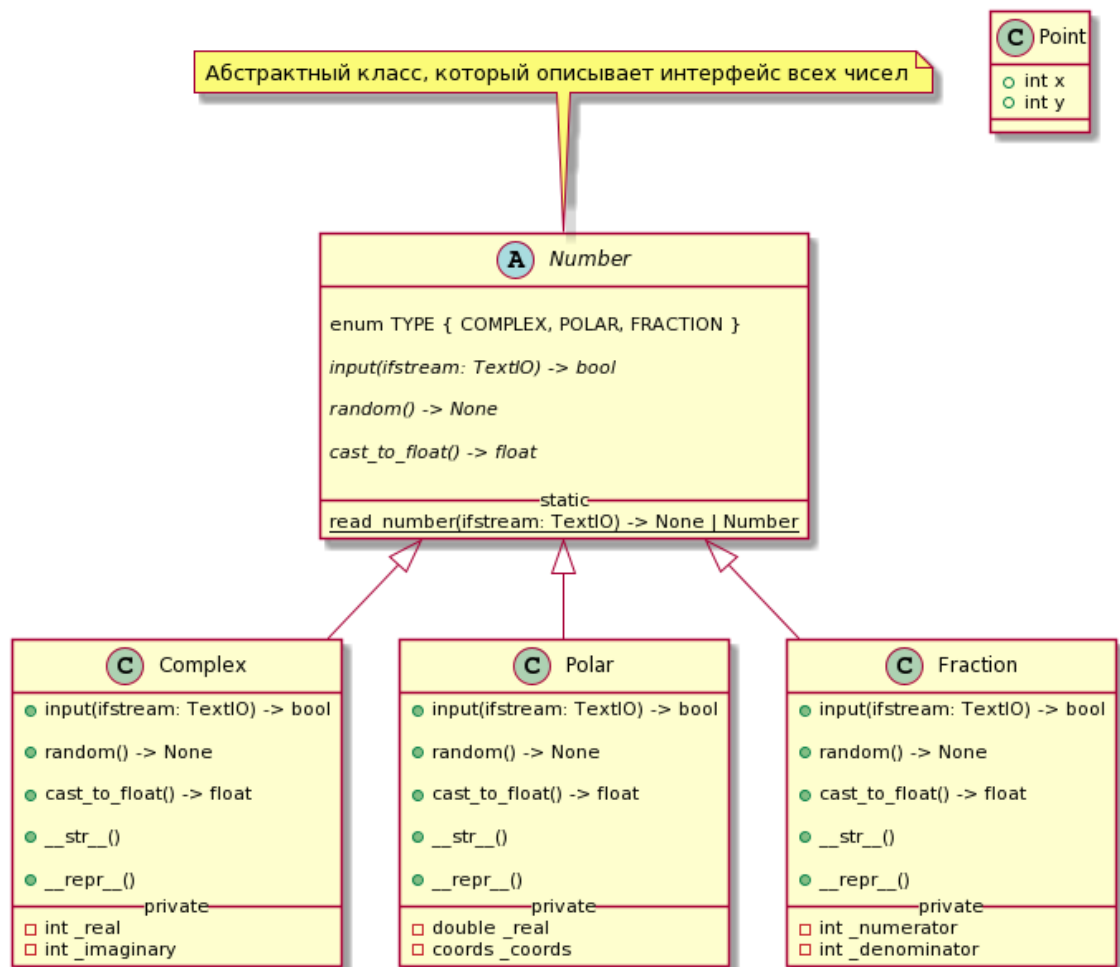 Абстрактный класс, который описывает интерфейс всех чисел
C Point
int x
int y
A Number
enum TYPE { COMPLEX, POLAR, FRACTION }
input(ifstream: TextIO) -> bool
random() -> None
cast_to_float() -> float
static
read_number(ifstream: TextIO) -> None | Number
C Complex
input(ifstream: TextIO) -> bool
random() -> None
cast_to_float() -> float
__str__()
__repr__()
private
int _real
int _imaginary
C Polar
input(ifstream: TextIO) -> bool
random() -> None
cast_to_float() -> float
__str__()
__repr__()
private
double _real
coords _coords
C Fraction
input(ifstream: TextIO) -> bool
random() -> None
cast_to_float() -> float
__str__()
__repr__()
private
int _numerator
int _denominator